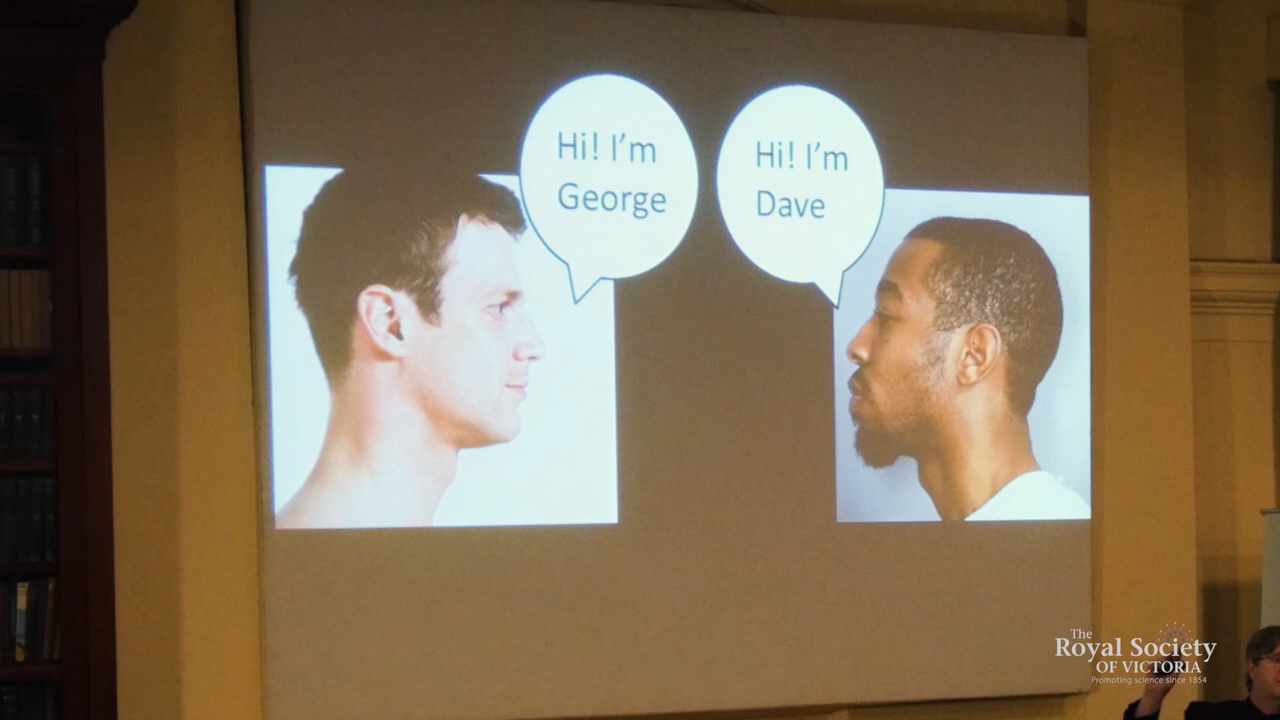 Hi! I'm
George
Hi! I'm
Dave
The
Royal Society
OF VICTORIA
Promoting science since 1854